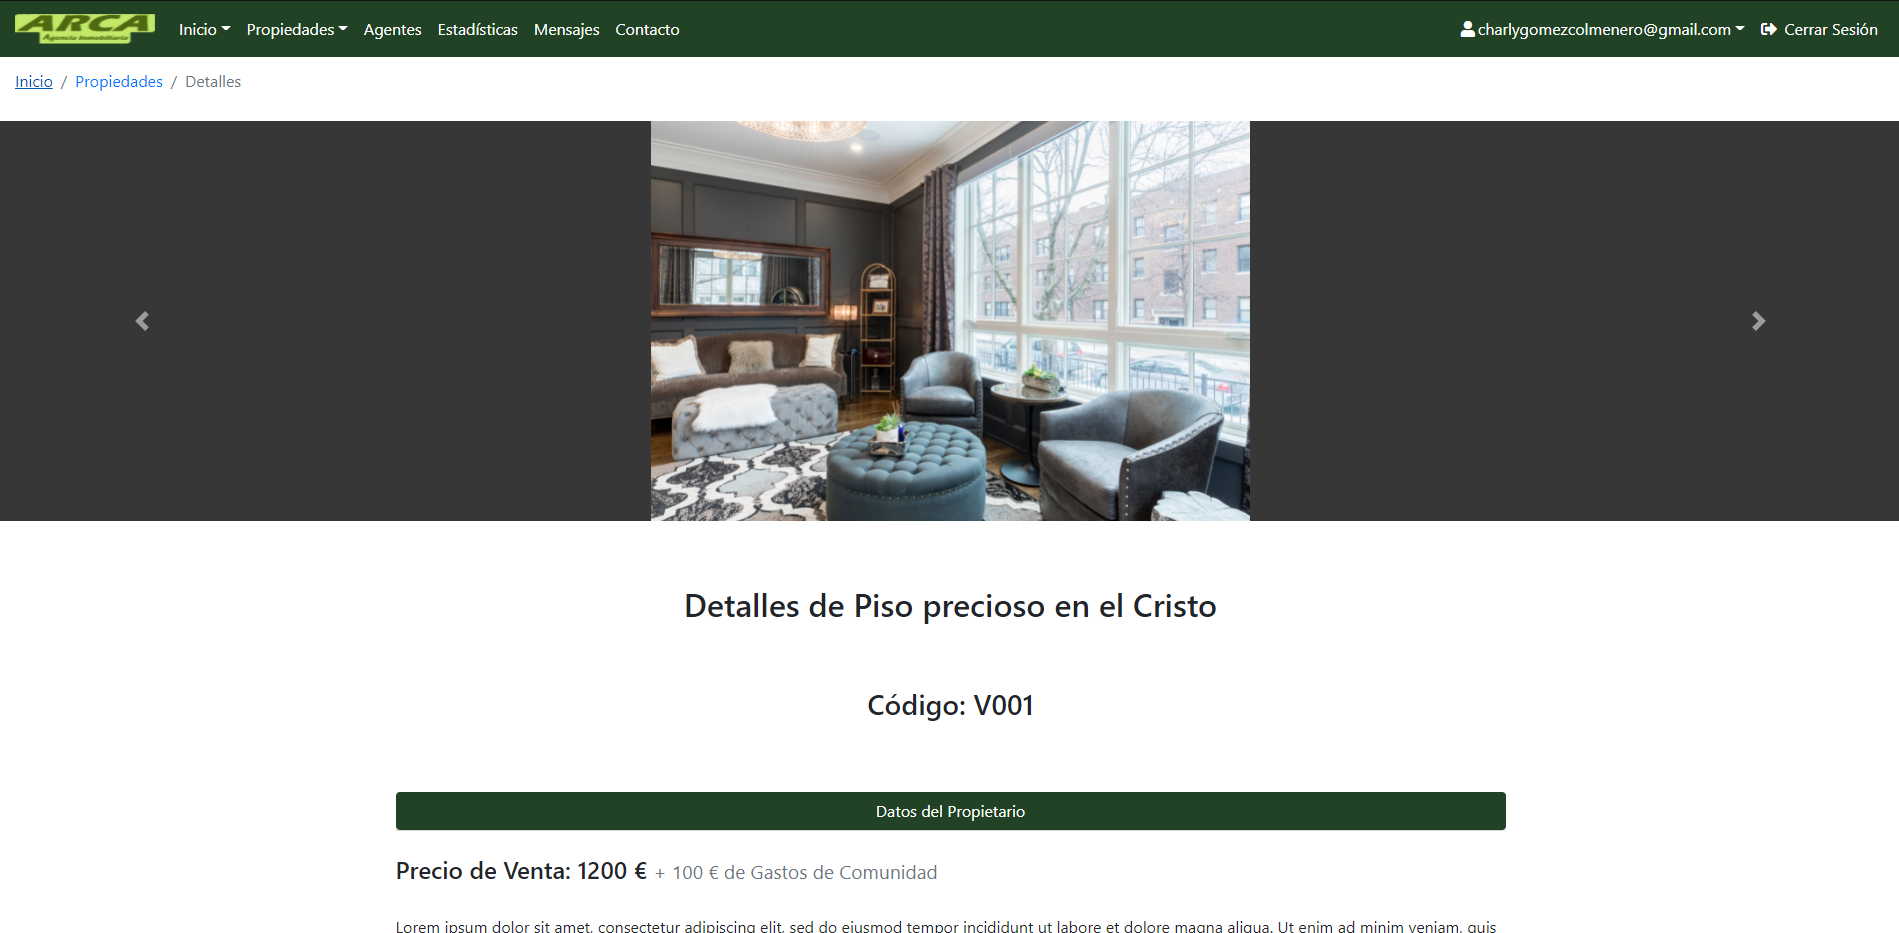 ARCA
Agencia Inmobiliaria
Inicio Propiedades Agentes Estadísticas Mensajes Contacto
charlygomezcolmenero@gmail.com Cerrar Sesión
Inicio / Propiedades / Detalles
Detalles de Piso precioso en el Cristo
Código: V001
Datos del Propietario
Precio de Venta: 1200 € + 100 € de Gastos de Comunidad
Lorem ipsum dolor sit amet, consectetur adipiscing elit, sed do eiusmod tempor incididunt ut labore et dolore magna aliqua. Ut enim ad minim veniam, quis